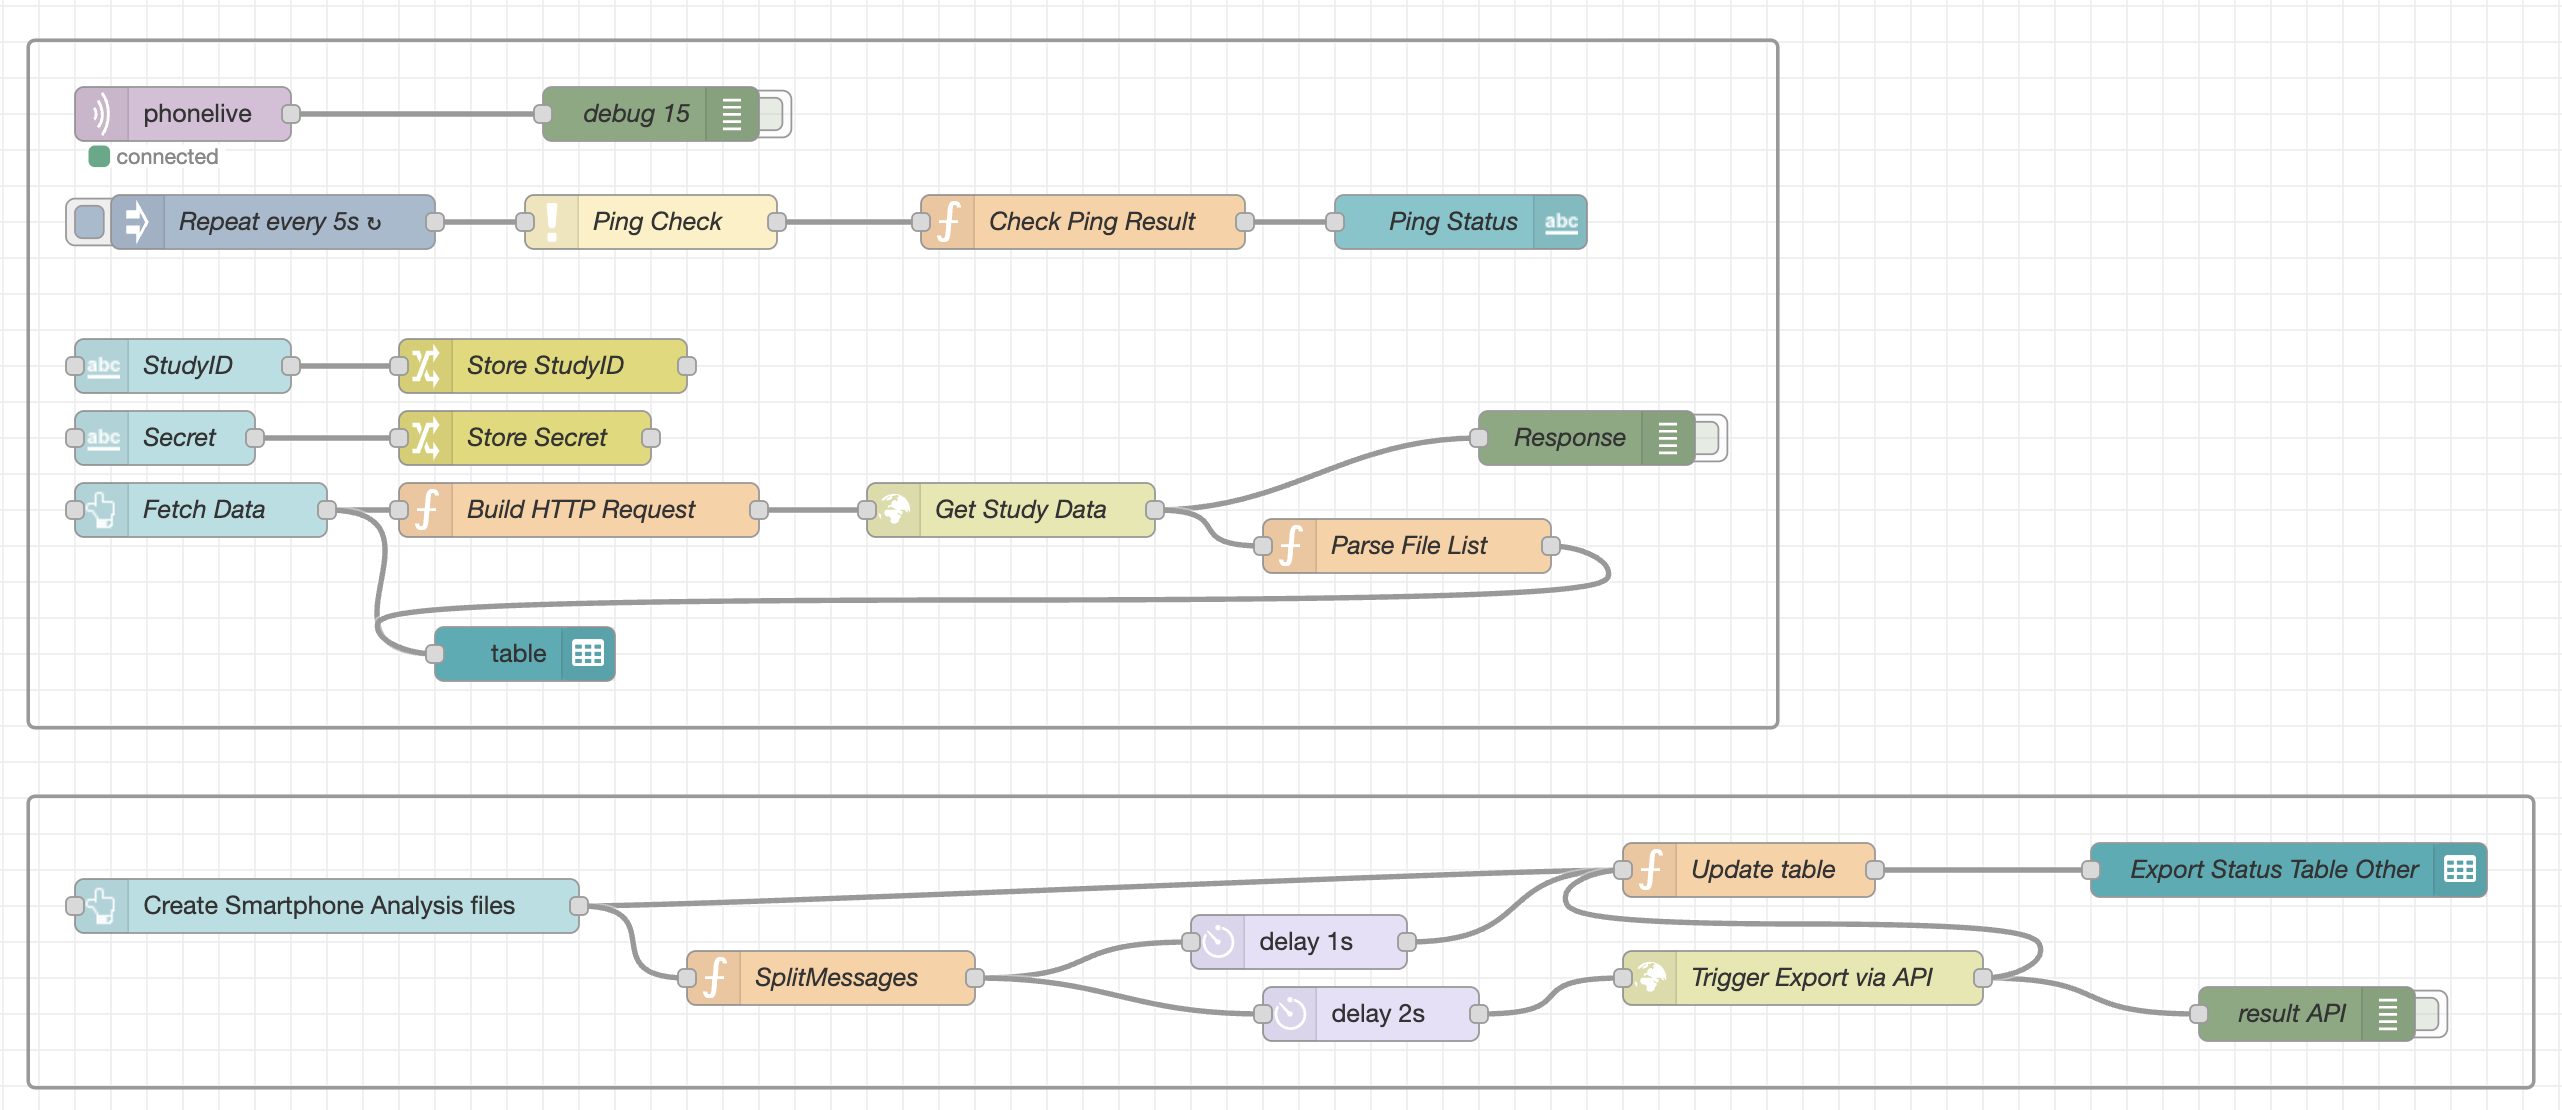 phonelive
debug 15
connected
Repeat every 5s ↻
Ping Check
Check Ping Result
Ping Status
abc
abc
StudyID
Store StudyID
abc
Secret
Store Secret
Response
Fetch Data
Build HTTP Request
Get Study Data
Parse File List
table
Update table
Export Status Table Other
Create Smartphone Analysis files
delay 1s
SplitMessages
Trigger Export via API
delay 2s
result API